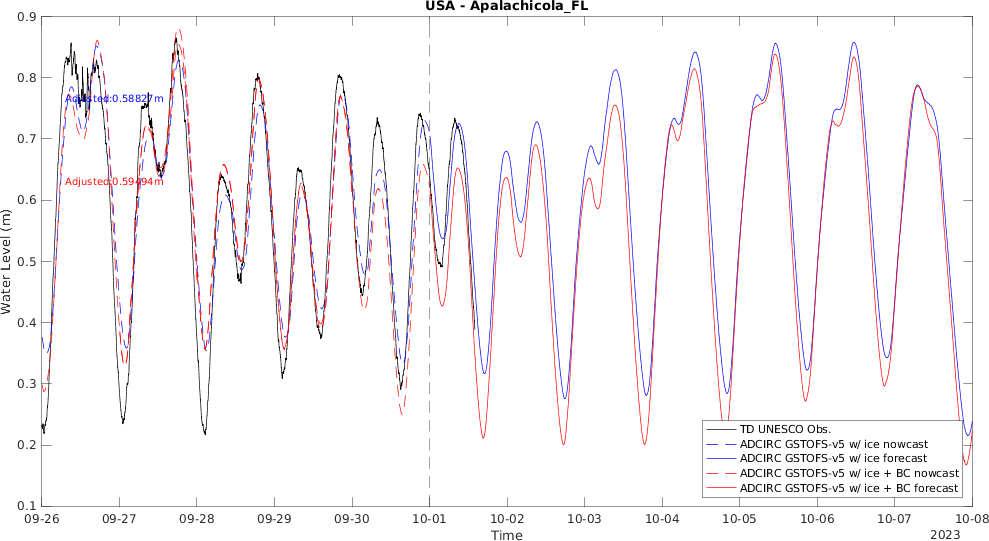 USA - Apalachicola_FL
0.9
0.8
0.7
0.6
0.5
0.4
0.3
0.2
0.1
Water Level (m)
Adjusted:0.58827m
Adjusted:0.59494m
TD UNESCO Obs.
ADCIRC GSTOFS-v5 w/ ice nowcast
ADCIRC GSTOFS-v5 w/ ice forecast
ADCIRC GSTOFS-v5 w/ ice + BC nowcast
ADCIRC GSTOFS-v5 w/ ice + BC forecast
09-26 09-27 09-28 09-29 09-30 10-01 10-02 10-03 10-04 10-05 10-06 10-07 10-08
Time
2023